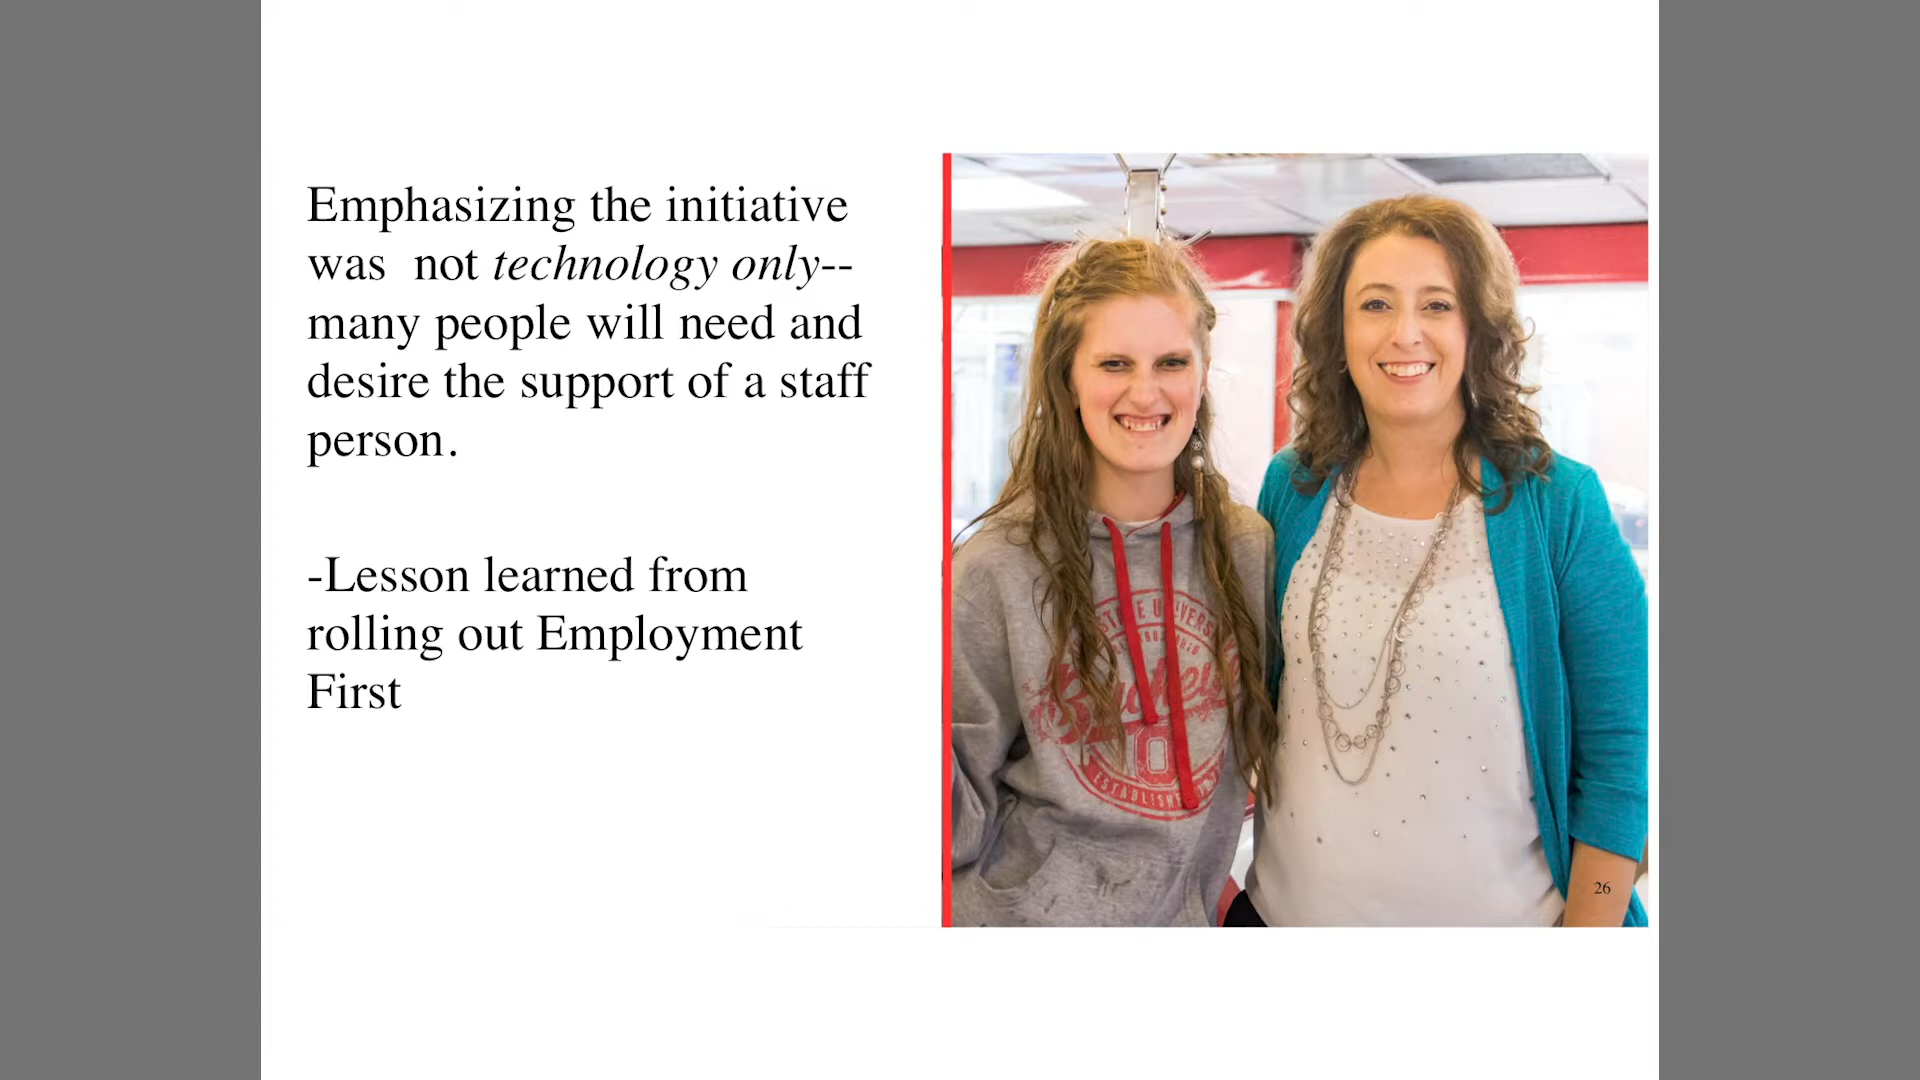 Emphasizing the initiative
was  not technology only--
many people will need and
desire the support of a staff
person.
-Lesson learned from
rolling out Employment
First
Buckeyes
O
26